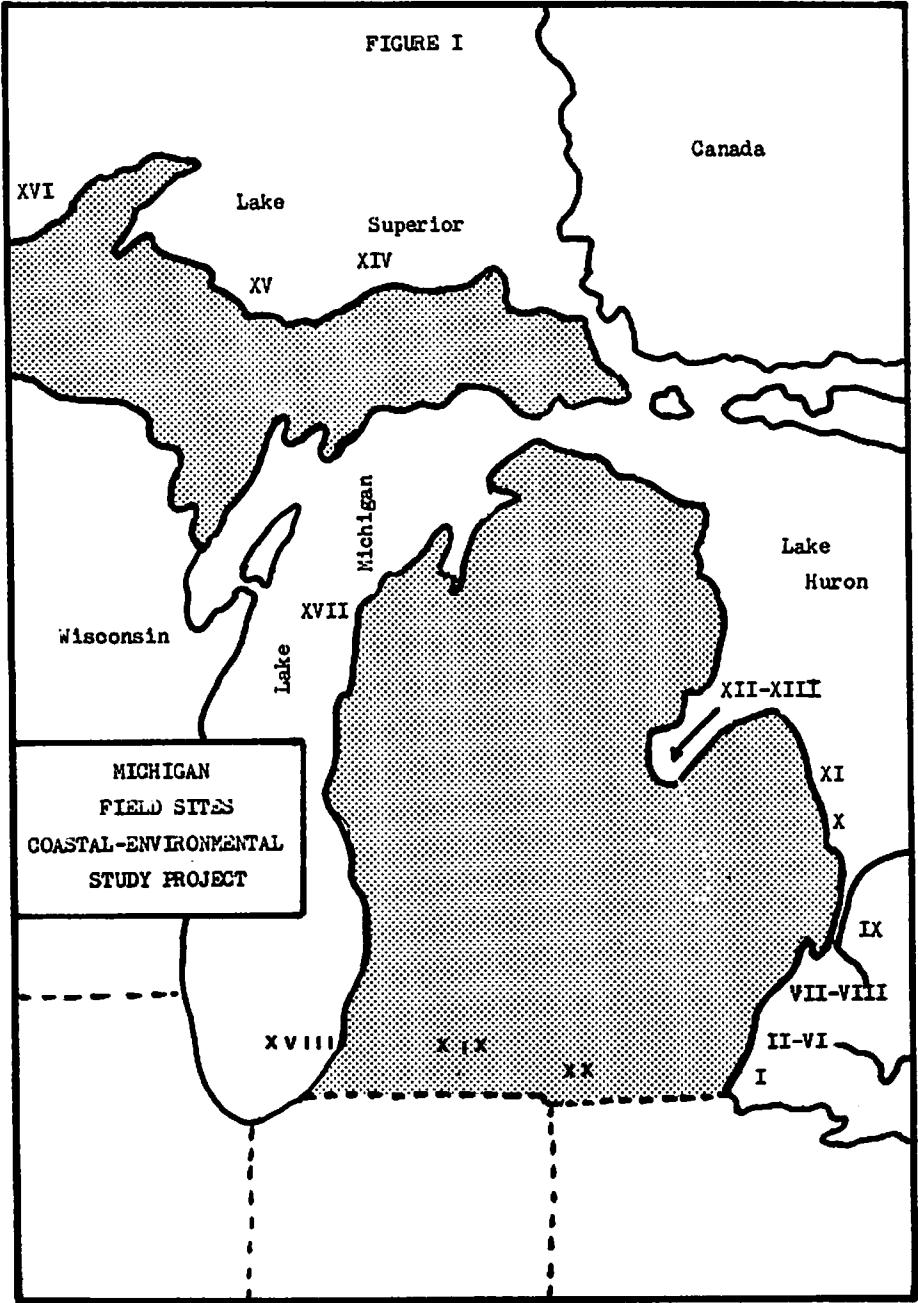 FIGURE I
Canada
XVI
Lake
Superior
XIV
XV
Michigan
Lake
Lake
Huron
XVII
Wisconsin
XII-XIII
MICHIGAN
FIELD SITES
COASTAL-ENVIRONMENTAL
STUDY PROJECT
XI
X
IX
VII-VIII
XVIII
XIX
II-VI
XX
I